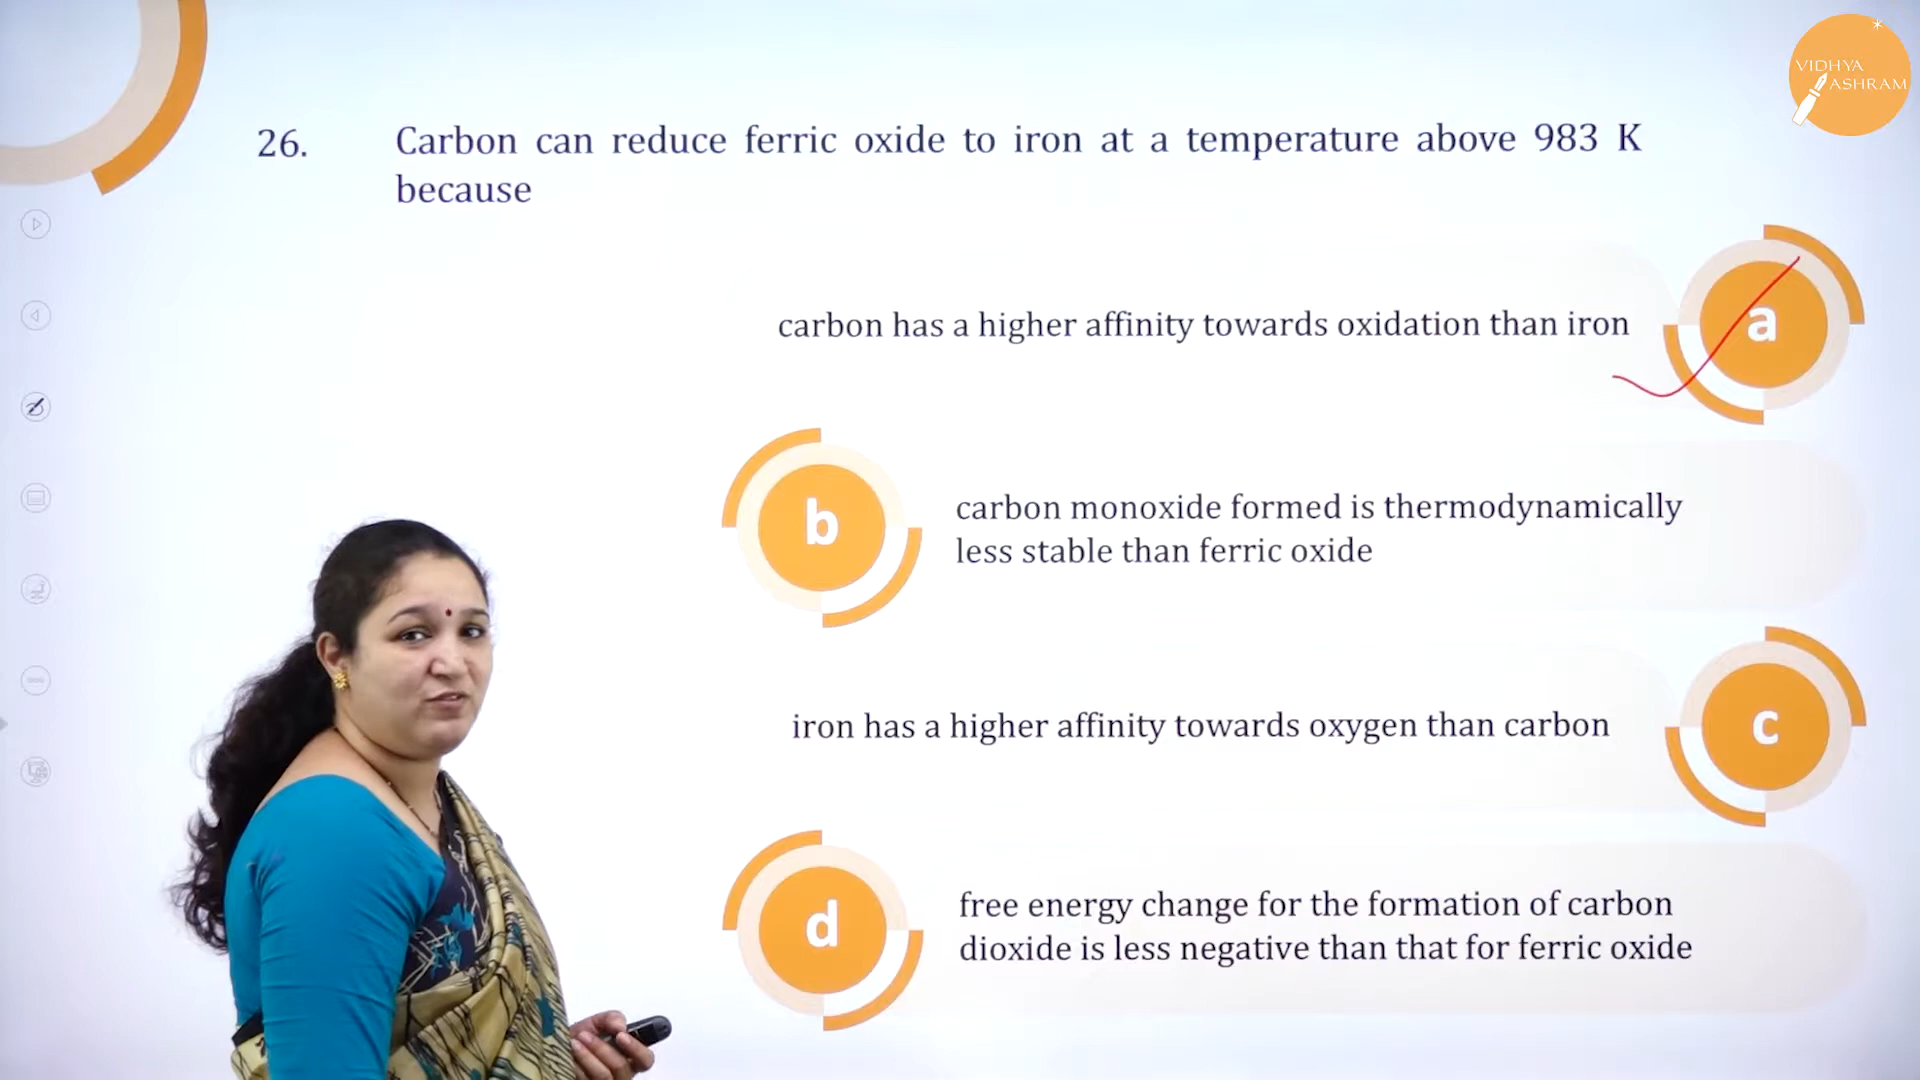 VIDHYA
ASHRAM
26. Carbon can reduce ferric oxide to iron at a temperature above 983 K
because
carbon has a higher affinity towards oxidation than iron
a
b
carbon monoxide formed is thermodynamically
less stable than ferric oxide
iron has a higher affinity towards oxygen than carbon
c
d
free energy change for the formation of carbon
dioxide is less negative than that for ferric oxide